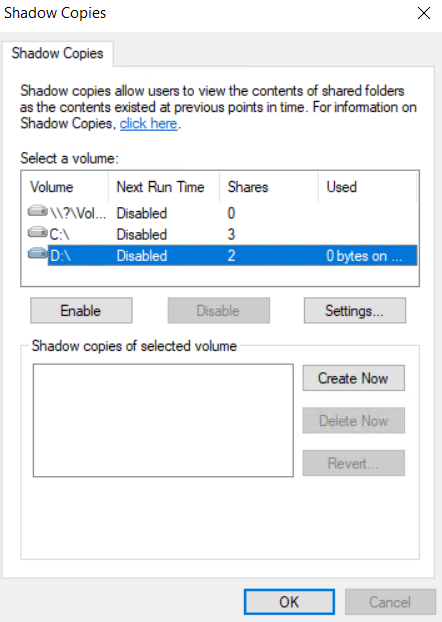 Shadow Copies
Shadow Copies
Shadow copies allow users to view the contents of shared folders
as the contents existed at previous points in time. For information on
Shadow Copies, click here.
Select a volume:
Volume Next Run Time Shares Used
\\?\Vol... Disabled 0
C:\ Disabled 3
D:\ Disabled 2 0 bytes on ...
Enable Disable Settings...
Shadow copies of selected volume
Create Now
Delete Now
Revert...
OK Cancel